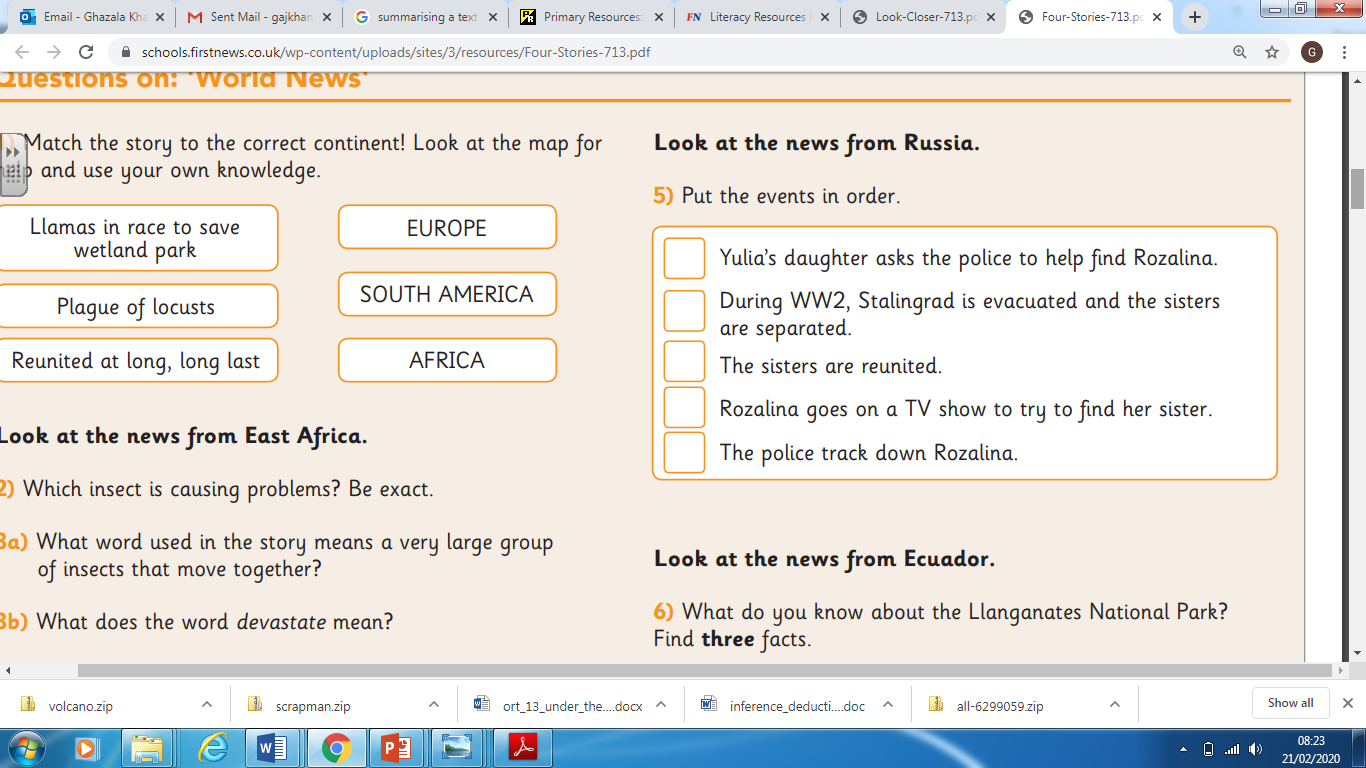 Email - Ghazala Kha
Sent Mail - gajkhan
summarising a text
Primary Resources:
Literacy Resources
Look-Closer-713.pd
Four-Stories-713.pd
schools.firstnews.co.uk/wp-content/uploads/sites/3/resources/Four-Stories-713.pdf
G
Questions on: 'World News'
Match the story to the correct continent! Look at the map for
and use your own knowledge.
Llamas in race to save
wetland park
Plague of locusts
Reunited at long, long last
EUROPE
SOUTH AMERICA
AFRICA
Look at the news from East Africa.
2) Which insect is causing problems? Be exact.
3a) What word used in the story means a very large group
of insects that move together?
3b) What does the word devastate mean?
Look at the news from Russia.
5) Put the events in order.
Yulia's daughter asks the police to help find Rozalina.
During WW2, Stalingrad is evacuated and the sisters
are separated.
The sisters are reunited.
Rozalina goes on a TV show to try to find her sister.
The police track down Rozalina.
Look at the news from Ecuador.
6) What do you know about the Llanganates National Park?
Find three facts.
volcano.zip
scrapman.zip
ort_13_under_the....docx
inference_deducti....doc
all-6299059.zip
Show all
08:23
21/02/2020